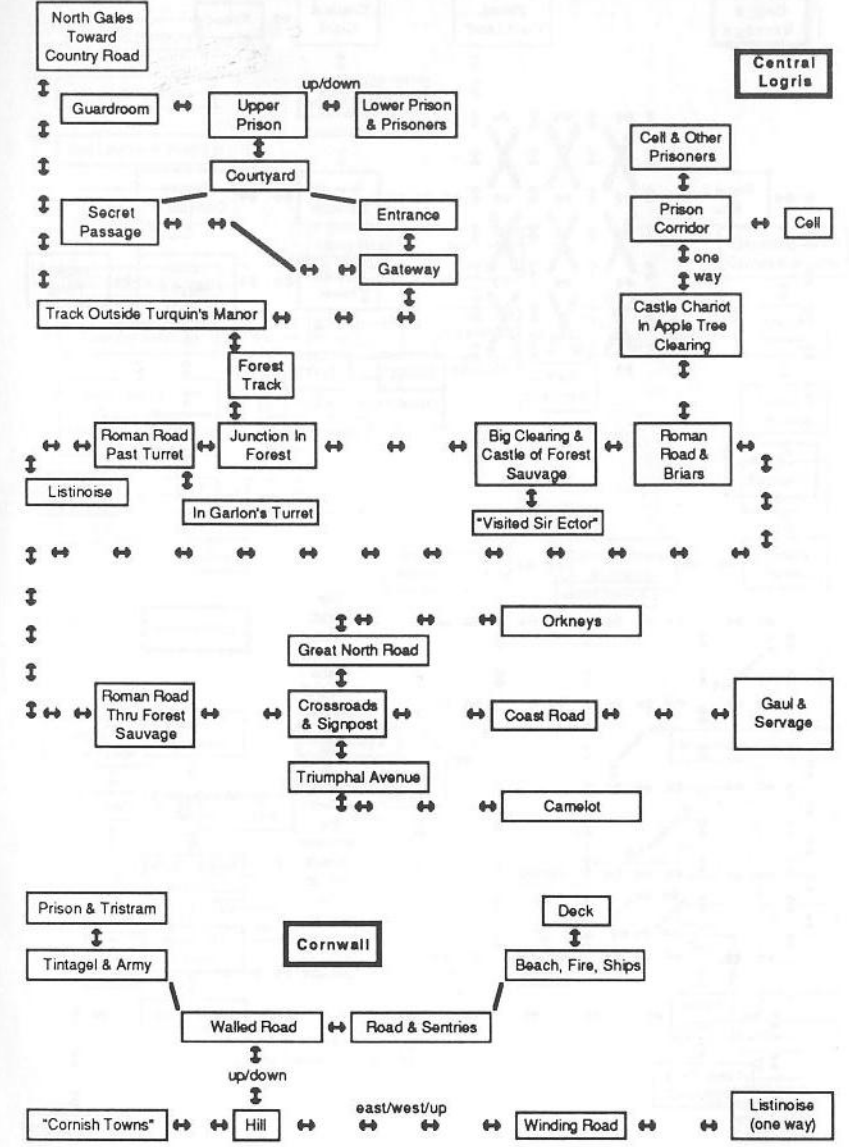 North Gales
Toward
Country Road
Central
Logris
up/down
Guardroom
Upper
Prison
Lower Prison
& Prisoners
Cell & Other
Prisoners
Courtyard
Secret
Passage
Entrance
Prison
Corridor
Cell
Gateway
one
way
Track Outside Turquin's Manor
Castle Chariot
In Apple Tree
Clearing
Forest
Track
Roman Road
Past Turret
Junction In
Forest
Big Clearing &
Castle of Forest
Sauvage
Roman
Road &
Briars
Listinoise
In Garlon's Turret
"Visited Sir Ector"
Orkneys
Great North Road
Roman Road
Thru Forest
Sauvage
Crossroads
& Signpost
Coast Road
Gaul &
Servage
Triumphal Avenue
Camelot
Prison & Tristram
Cornwall
Deck
Tintagel & Army
Beach, Fire, Ships
Walled Road
Road & Sentries
up/down
"Cornish Towns"
Hill
east/west/up
Winding Road
Listinoise
(one way)